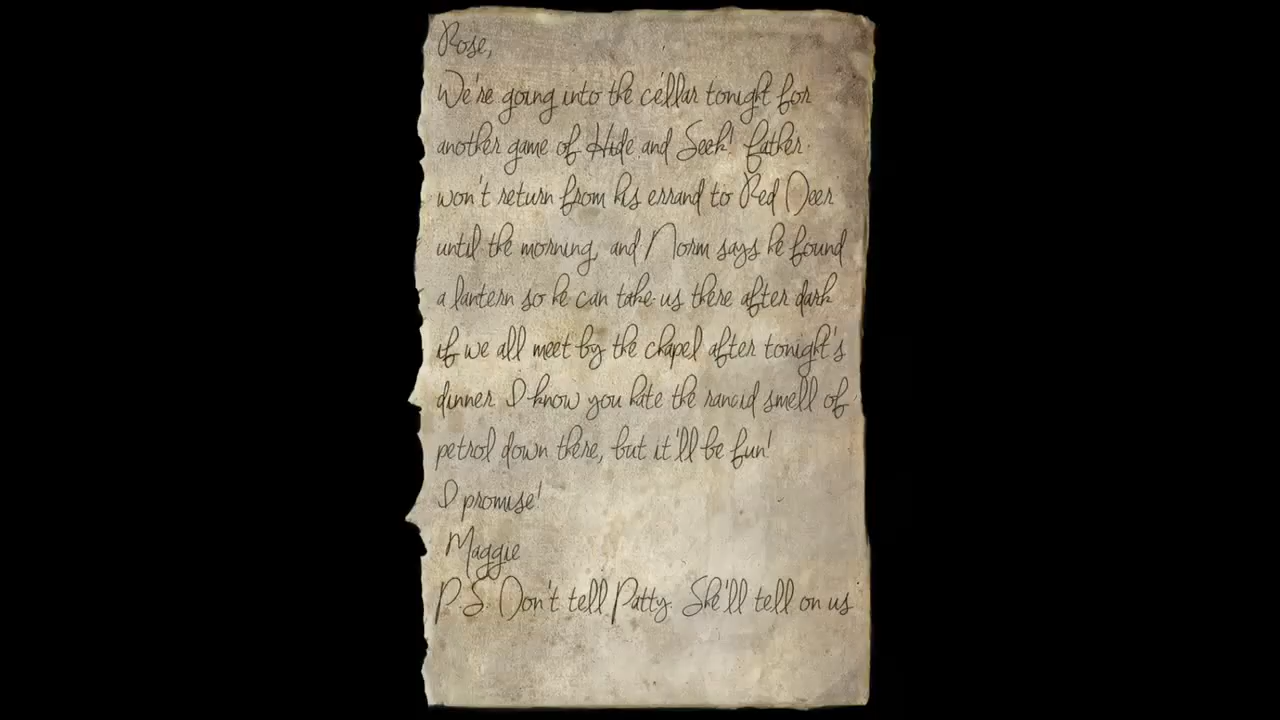 Rose,
We're going into the cellar tonight for
another game of Hide and Seek! Father
won't return from his errand to Red Deer
until the morning, and Norm says he found
a lantern so he can take us there after dark
if we all meet by the chapel after tonight's
dinner. I know you hate the rancid smell of
petrol down there, but it'll be fun!
I promise!
Maggie
P.S. Don't tell Patty. She'll tell on us